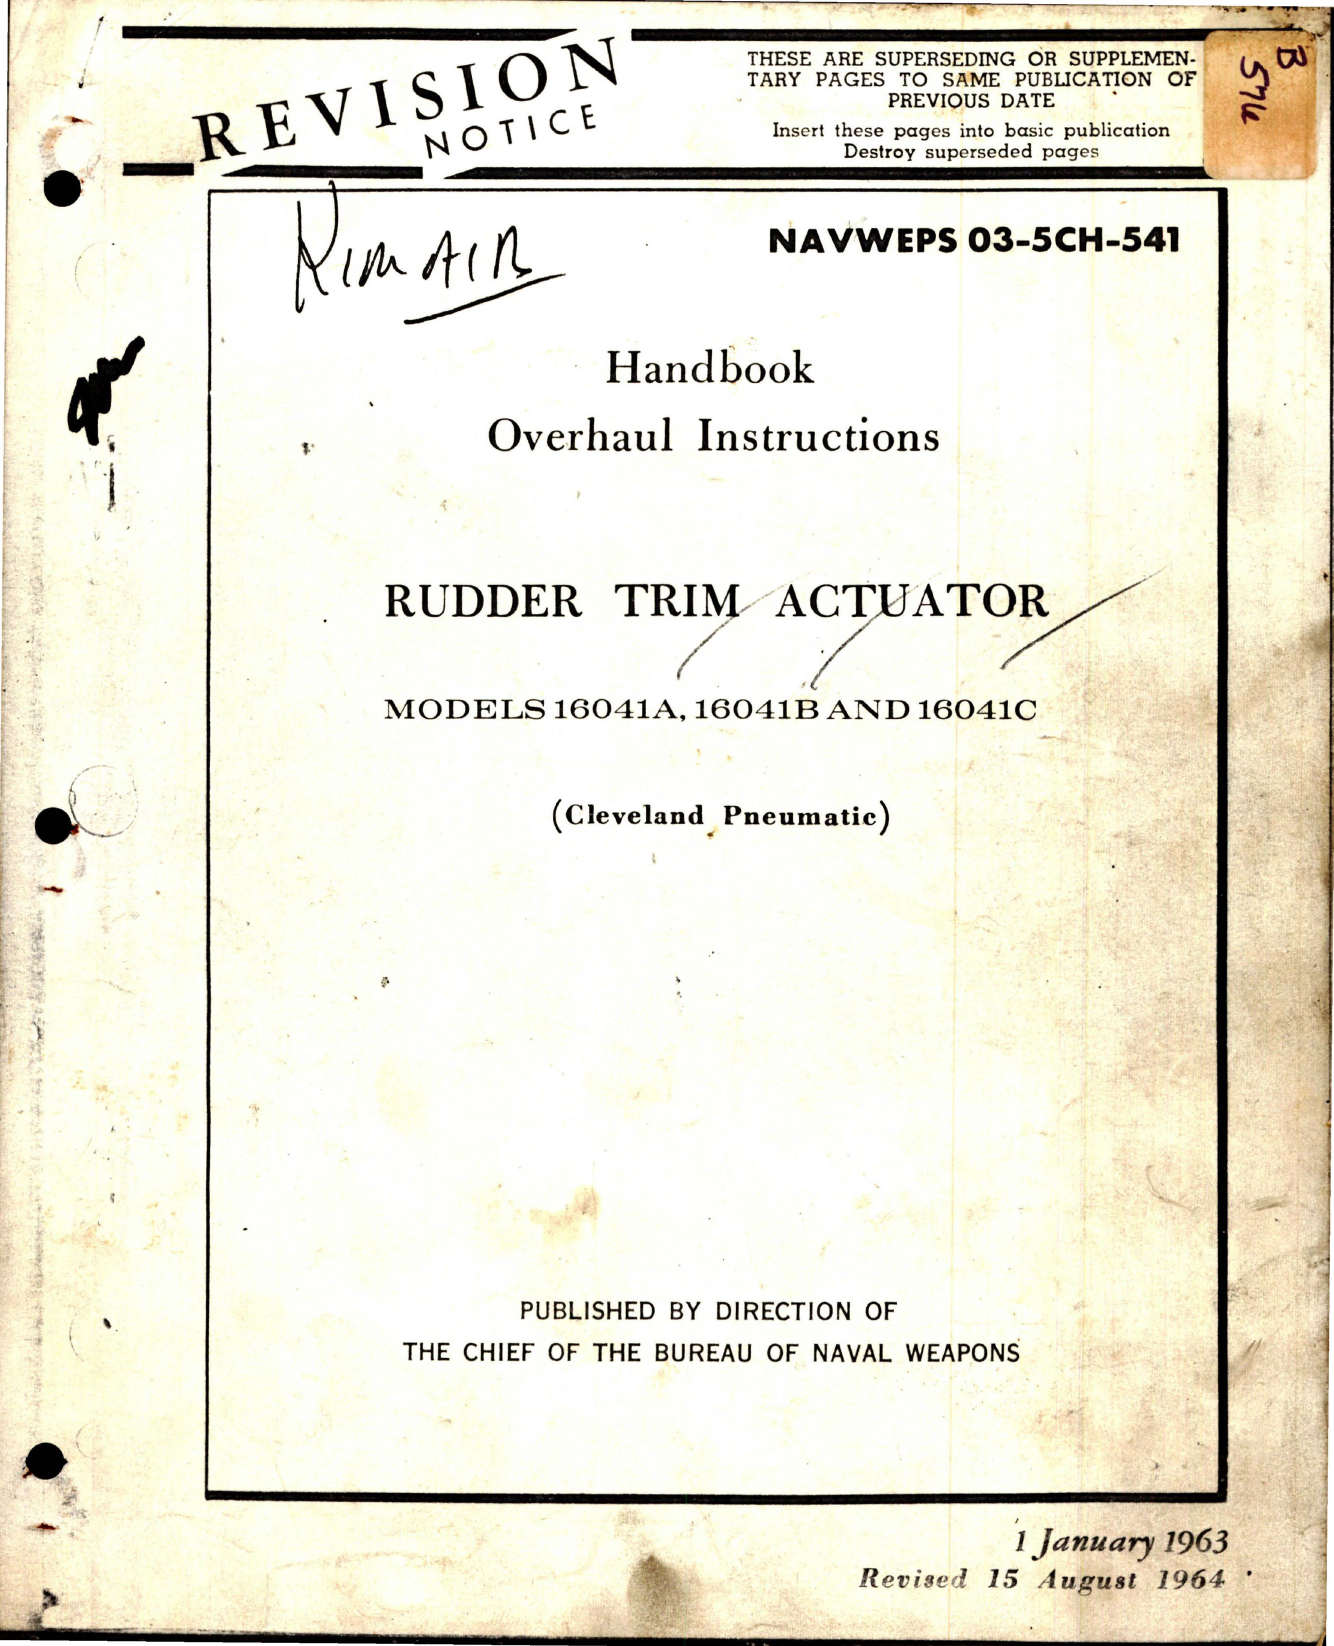 REVISION
NOTICE
THESE ARE SUPERSEDING OR SUPPLEMEN-
TARY PAGES TO SAME PUBLICATION OF
PREVIOUS DATE
Insert these pages into basic publication
Destroy superseded pages
B
576
RIMAIR
NAVWEPS 03-5CH-541
Handbook
Overhaul Instructions
RUDDER TRIM ACTUATOR
MODELS 16041A, 16041B AND 16041C
(Cleveland Pneumatic)
PUBLISHED BY DIRECTION OF
THE CHIEF OF THE BUREAU OF NAVAL WEAPONS
1 January 1963
Revised 15 August 1964